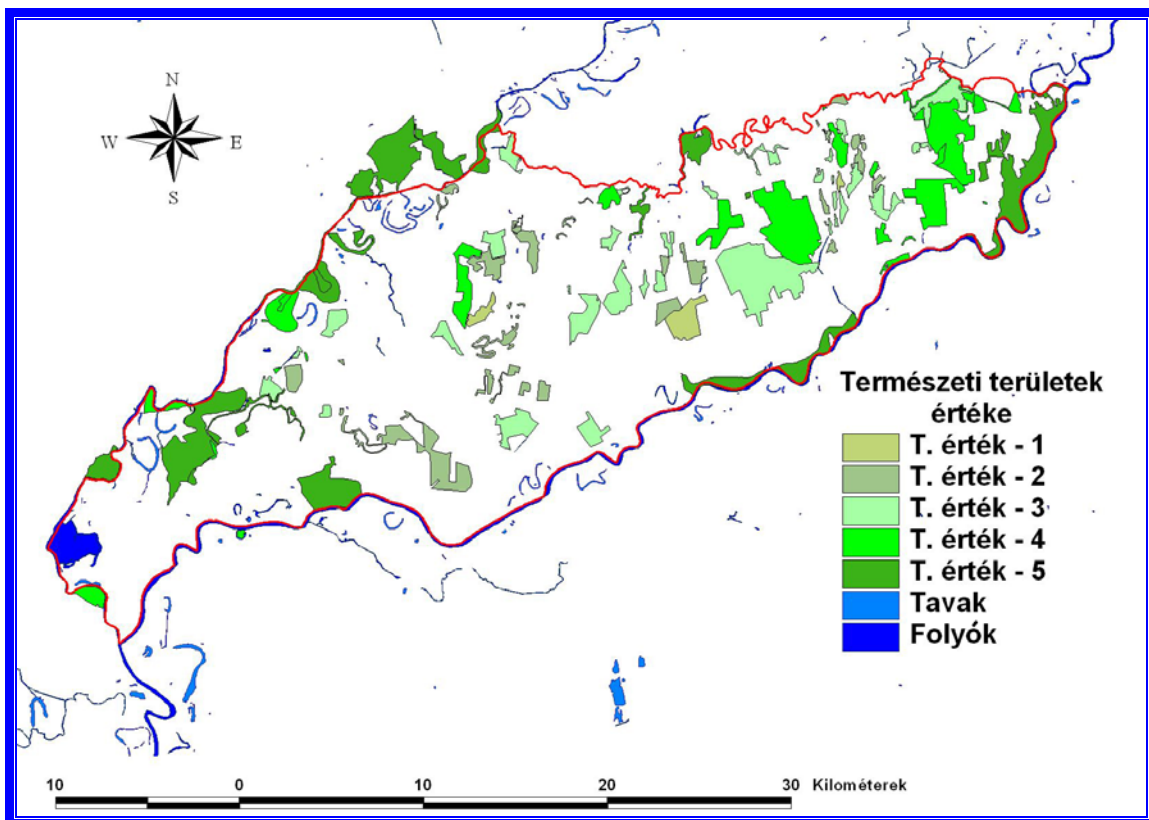 N
W E
S
Természeti területek
értéke
T. érték - 1
T. érték - 2
T. érték - 3
T. érték - 4
T. érték - 5
Tavak
Folyók
10 0 10 20 30 Kilométerek